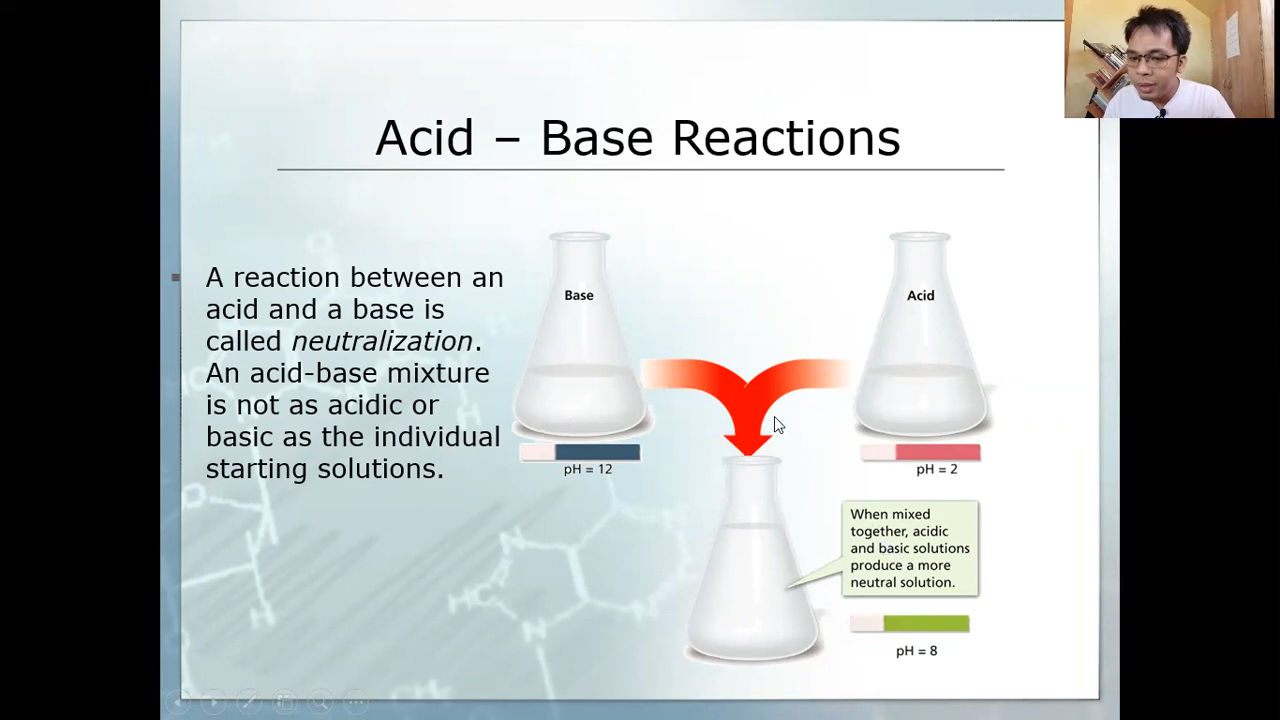 Acid – Base Reactions
A reaction between an
acid and a base is
called neutralization.
An acid-base mixture
is not as acidic or
basic as the individual
starting solutions.
Base
Acid
pH = 12
pH = 2
When mixed
together, acidic
and basic solutions
produce a more
neutral solution.
pH = 8